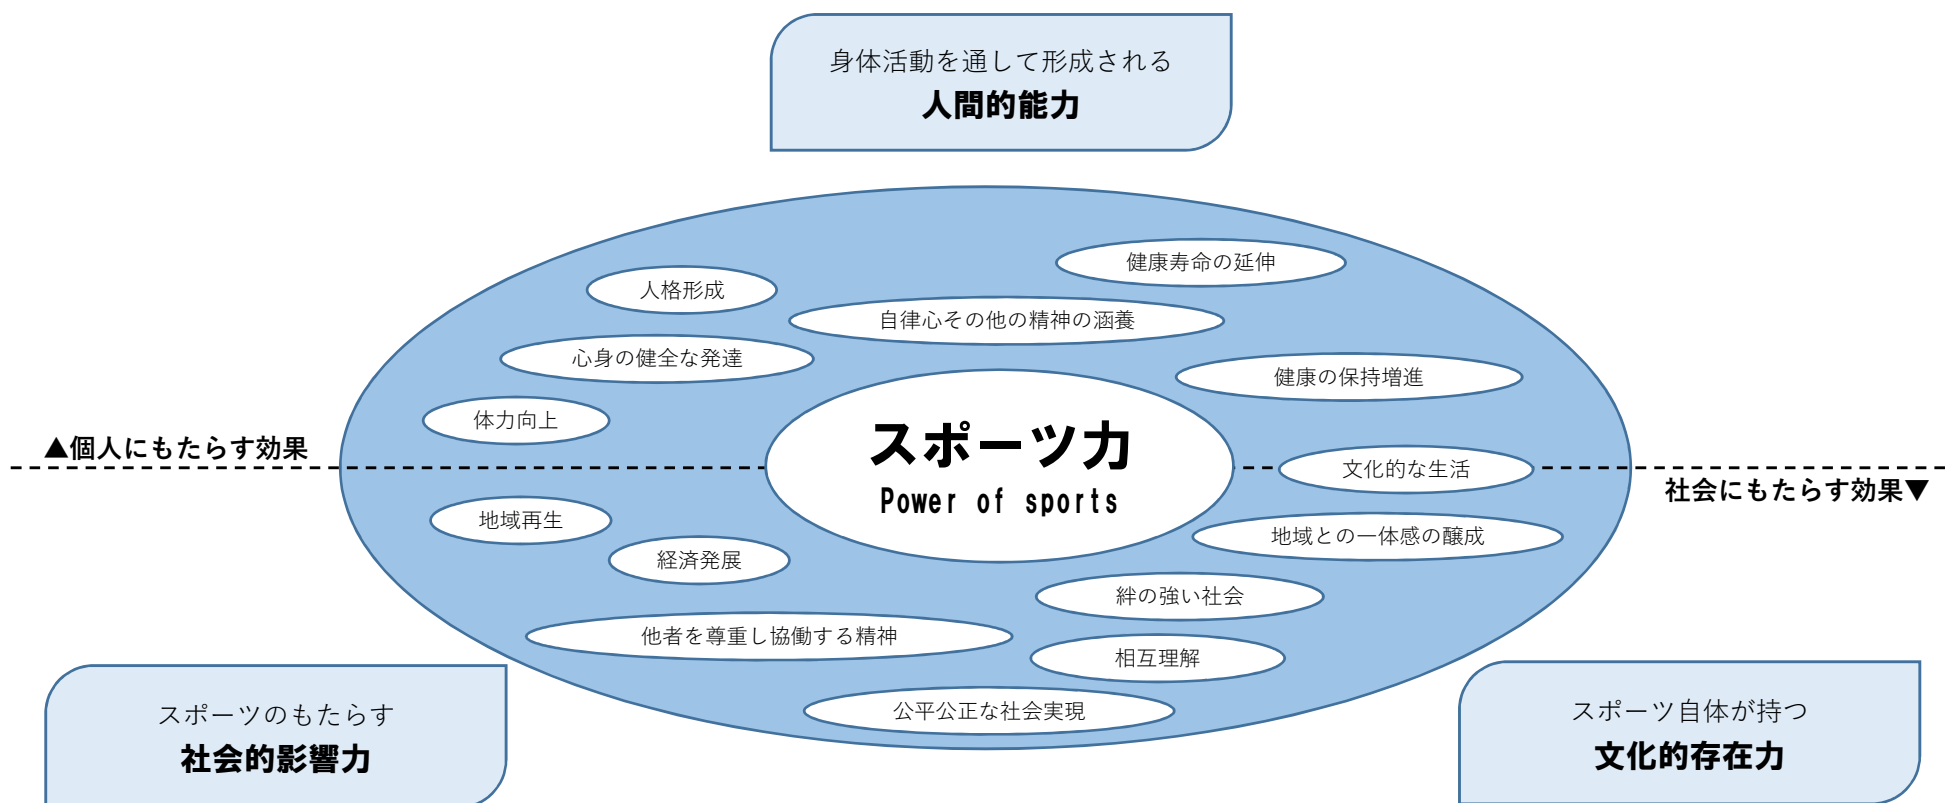 身体活動を通して形成される
人間的能力
健康寿命の延伸
人格形成
自律心その他の精神の涵養
心身の健全な発達
健康の保持増進
体力向上
スポーツ力
Power of sports
▲個人にもたらす効果
文化的な生活
社会にもたらす効果▼
地域再生
地域との一体感の醸成
経済発展
絆の強い社会
他者を尊重し協働する精神
相互理解
公平公正な社会実現
スポーツのもたらす
社会的影響力
スポーツ自体が持つ
文化的存在力